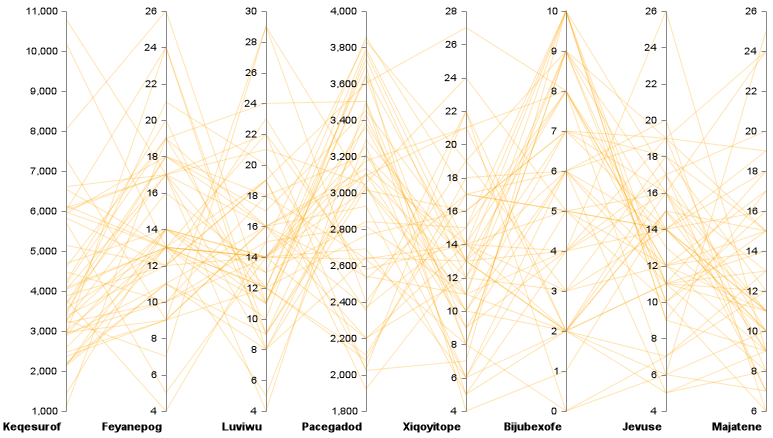 11,000 26 30 4,000 28 10 26 26
10,000 24 28 3,800 26 9 24 24
9,000 22 26 3,600 24 8 22 22
8,000 20 24 3,400 22 7 20 20
7,000 18 22 3,200 20 6 18 18
6,000 16 20 3,000 18 5 16 16
5,000 14 18 2,800 16 4 14 14
4,000 12 16 2,600 14 3 12 12
3,000 10 14 2,400 12 2 10 10
2,000 8 12 2,200 10 1 8 8
1,000 6 10 2,000 8 0 6 6
4 8 1,800 6 4
6 4
4
Keqesurof Feyanepog Luviwu Pacegadod Xiqoyitope Bijubexofe Jevuse Majatene